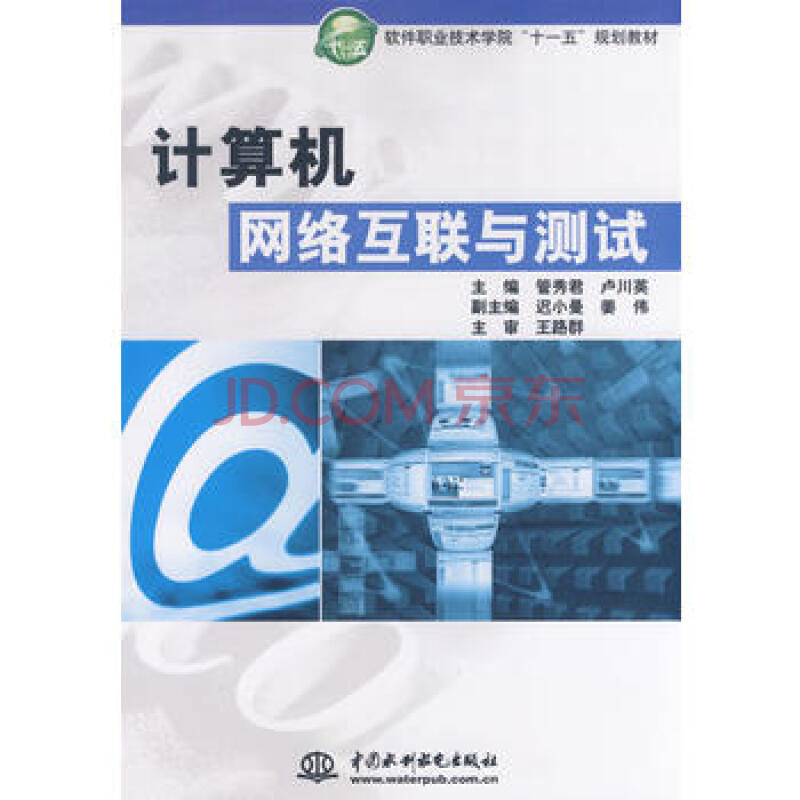 十一五
软件职业技术学院“十一五”规划教材
计算机
网络互联与测试
主 编 管秀君 卢川英
副主编 迟小曼 晏 伟
主 审 王路群
JD.COM 京东
中国水利水电出版社
www.waterpub.com.cn